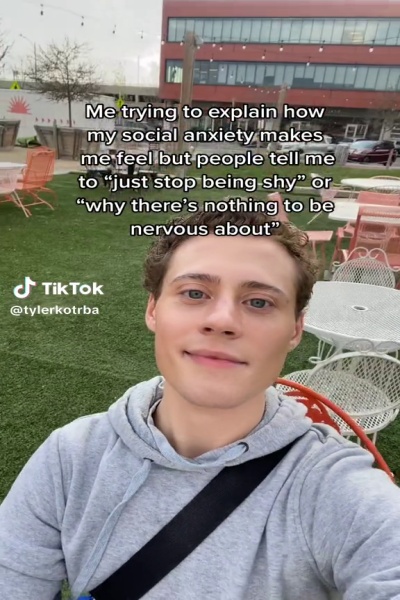 Me trying to explain how
my social anxiety makes
me feel but people tell me
to “just stop being shy” or
“why there’s nothing to be
nervous about”
TikTok
@tylerkotrba